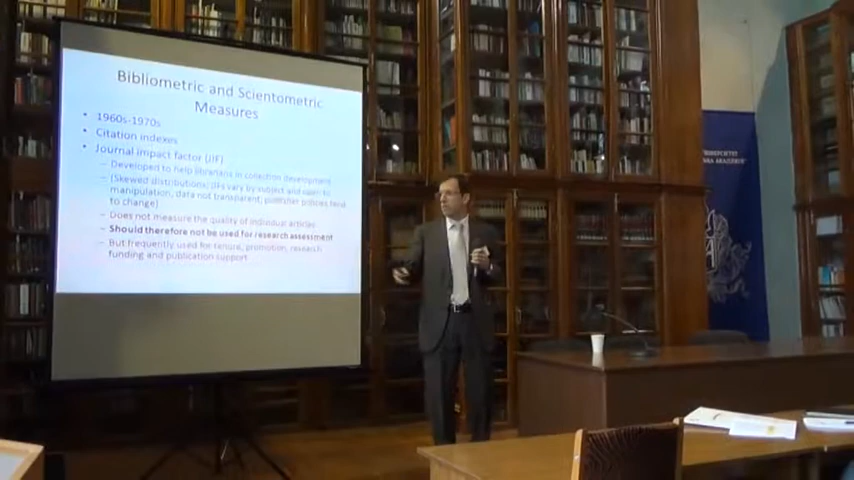 Bibliometric and Scientometric
Measures
• 1960s-1970s
• Citation indexes
• Journal impact factor (JIF)
– Developed to help librarians in collection development
– (Skewed distributions; JIFs vary by subject and open to
manipulation, data not transparent; publisher policies tend
to change)
– Does not measure the quality of individual articles
– Should therefore not be used for research assessment
– But frequently used for tenure, promotion, research
funding and publication support